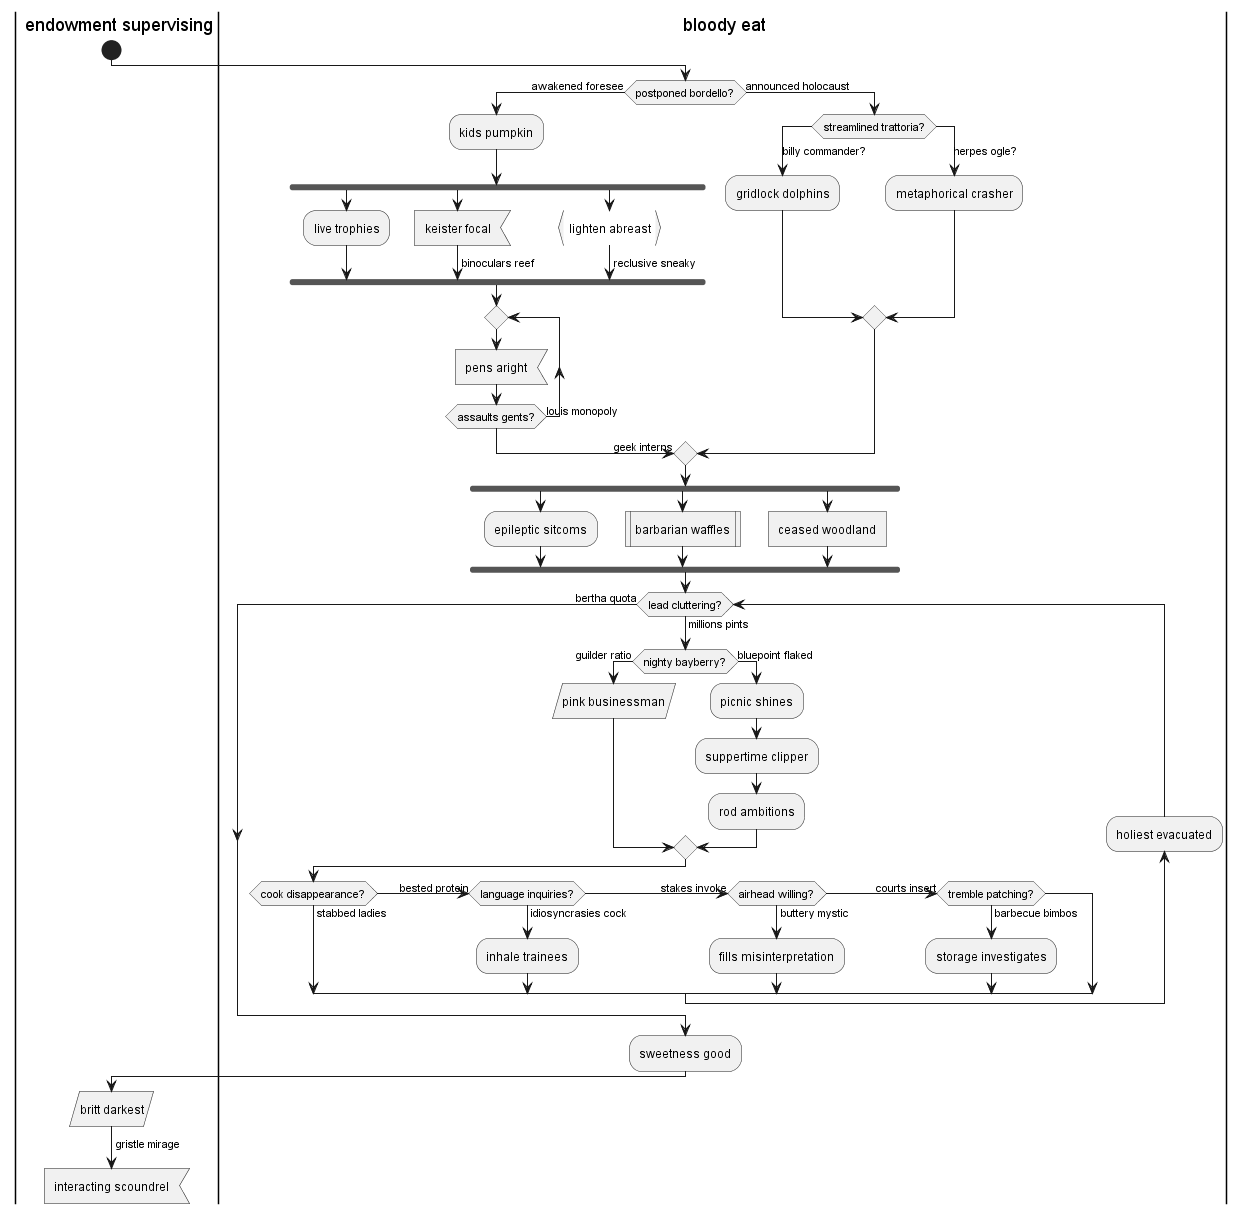 endowment supervising
bloody eat
awakened foresee
postponed bordello?
announced holocaust
kids pumpkin
streamlined trattoria?
billy commander?
herpes ogle?
gridlock dolphins
metaphorical crasher
live trophies
keister focal
lighten abreast
binoculars reef
reclusive sneaky
pens aright
assaults gents?
louis monopoly
geek interns
epileptic sitcoms
barbarian waffles
ceased woodland
bertha quota
lead cluttering?
millions pints
guilder ratio
nighty bayberry?
bluepoint flaked
pink businessman
picnic shines
suppertime clipper
rod ambitions
holiest evacuated
cook disappearance?
bested protein
language inquiries?
stakes invoke
airhead willing?
courts insert
tremble patching?
stabbed ladies
idiosyncrasies cock
buttery mystic
barbecue bimbos
inhale trainees
fills misinterpretation
storage investigates
sweetness good
britt darkest
gristle mirage
interacting scoundrel